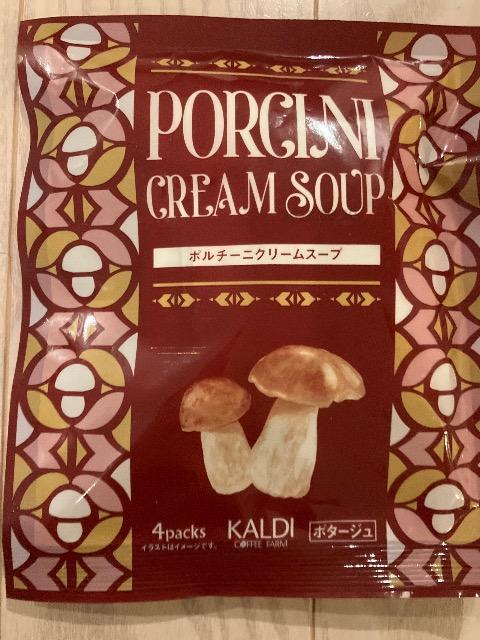 PORCINI
CREAM SOUP
ポルチーニクリームスープ
4packs
イラストはイメージです。
KALDI
COFFEE FARM
ポタージュ